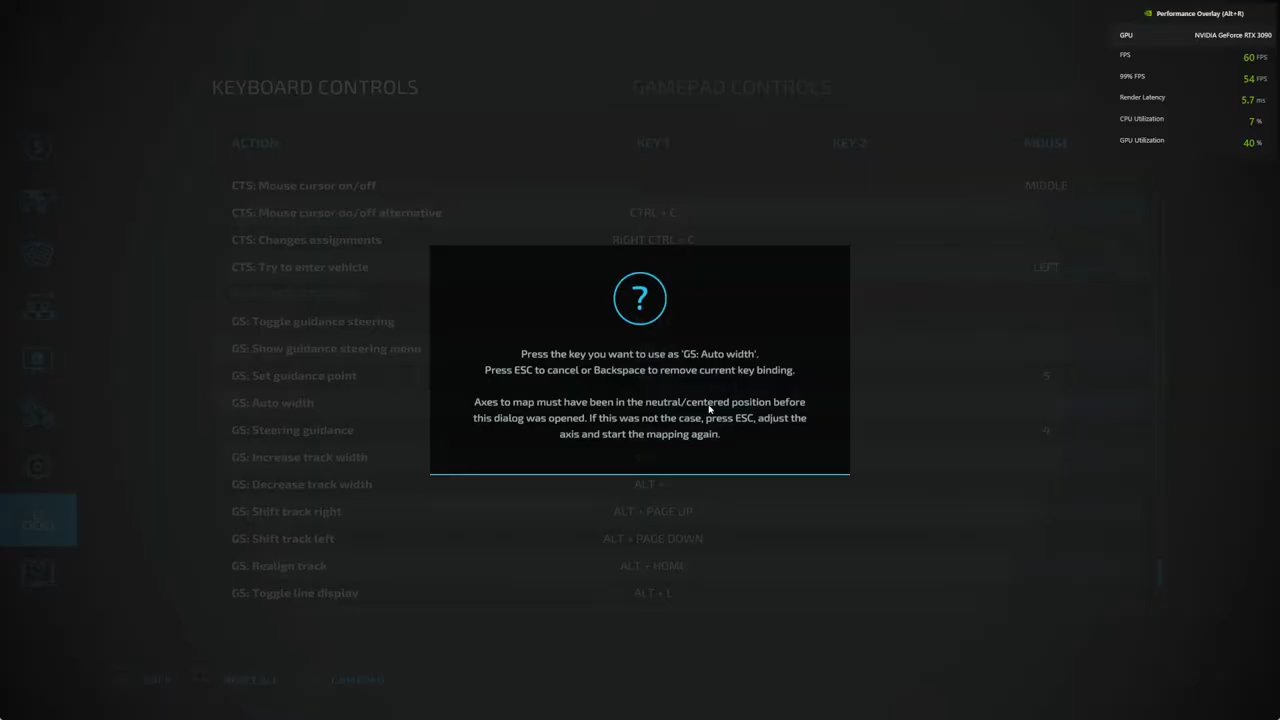 Performance Overlay (Alt+R)
GPU NVIDIA GeForce RTX 3090
FPS 60 FPS
99% FPS 54 FPS
Render Latency 5.7 ms
CPU Utilization 7 %
GPU Utilization 40 %
KEYBOARD CONTROLS GAMEPAD CONTROLS
ACTION KEY 1 KEY 2 MOUSE
CTS: Mouse cursor on/off MIDDLE
CTS: Mouse cursor on/off alternative CTRL + C
CTS: Changes assignments RIGHT CTRL + C
CTS: Try to enter vehicle LEFT
GS: Toggle guidance steering
GS: Show guidance steering menu
GS: Set guidance point 5
GS: Auto width
GS: Steering guidance 4
GS: Increase track width
GS: Decrease track width ALT + -
GS: Shift track right ALT + PAGE UP
GS: Shift track left ALT + PAGE DOWN
GS: Realign track ALT + HOME
GS: Toggle line display ALT + L
?
Press the key you want to use as 'GS: Auto width'.
Press ESC to cancel or Backspace to remove current key binding.
Axes to map must have been in the neutral/centered position before
this dialog was opened. If this was not the case, press ESC, adjust the
axis and start the mapping again.
BACK RESET ALL